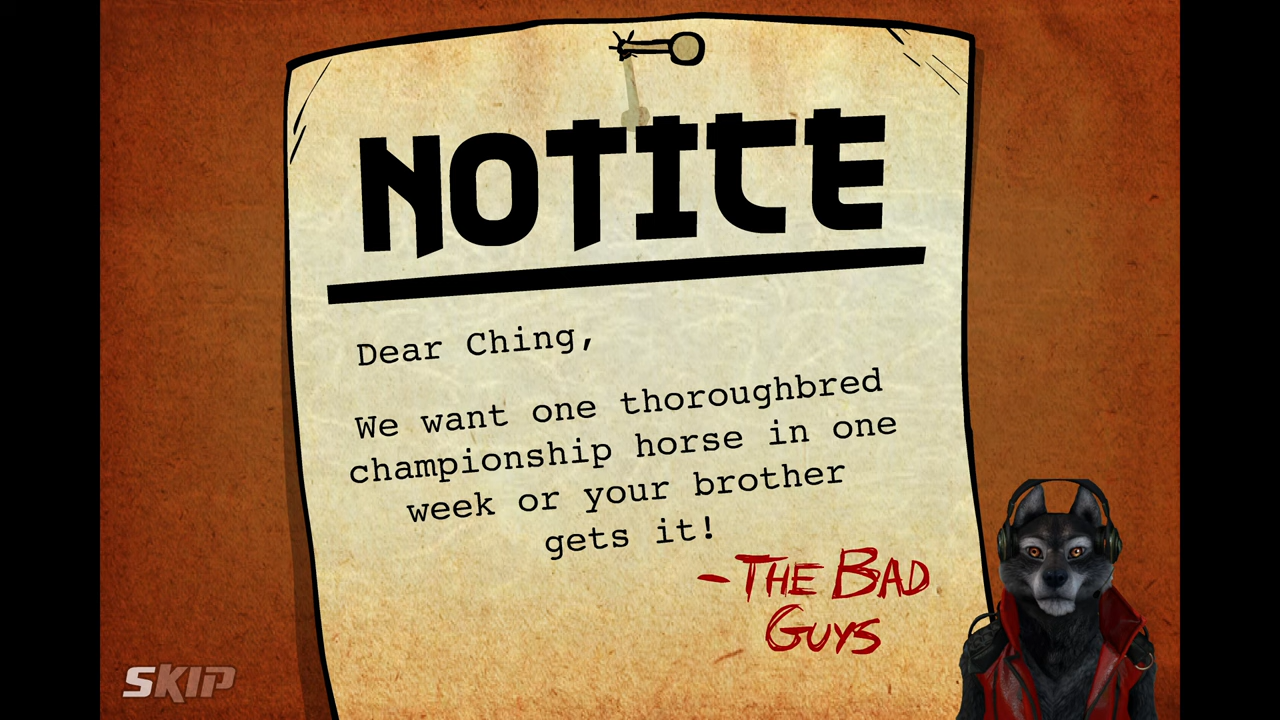 NOTICE
Dear Ching,
We want one thoroughbred
championship horse in one
week or your brother
gets it!
-THE BAD
GUYS
SKIP